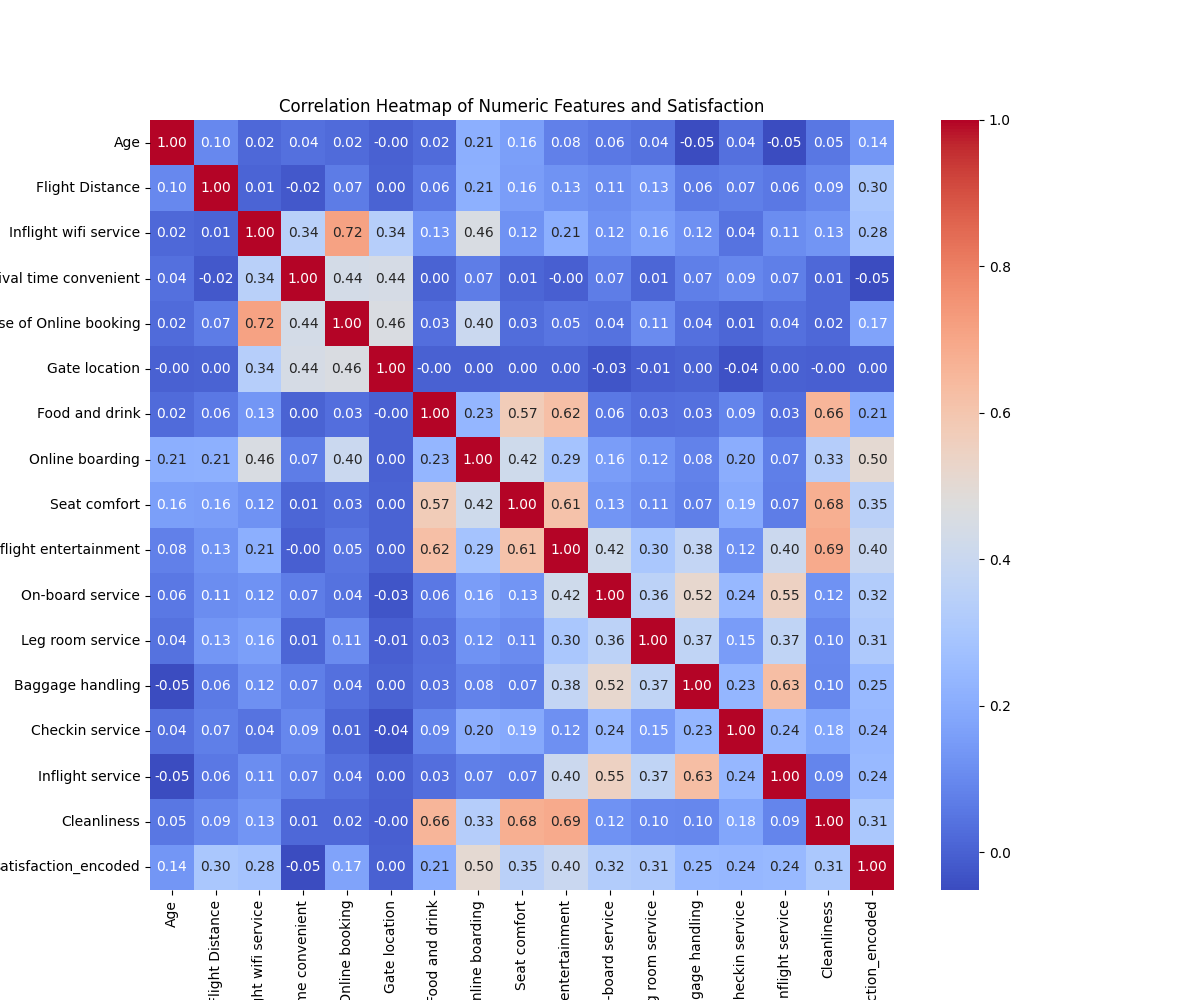 Correlation Heatmap of Numeric Features and Satisfaction
Age 1.00 0.10 0.02 0.04 0.02 -0.00 0.02 0.21 0.16 0.08 0.06 0.04 -0.05 0.04 -0.05 0.05 0.14
Flight Distance 0.10 1.00 0.01 -0.02 0.07 0.00 0.06 0.21 0.16 0.13 0.11 0.13 0.06 0.07 0.06 0.09 0.30
Inflight wifi service 0.02 0.01 1.00 0.34 0.72 0.34 0.13 0.46 0.12 0.21 0.12 0.16 0.12 0.04 0.11 0.13 0.28
ival time convenient 0.04 -0.02 0.34 1.00 0.44 0.44 0.00 0.07 0.01 -0.00 0.07 0.01 0.07 0.09 0.07 0.01 -0.05
se of Online booking 0.02 0.07 0.72 0.44 1.00 0.46 0.03 0.40 0.03 0.05 0.04 0.11 0.04 0.01 0.04 0.02 0.17
Gate location -0.00 0.00 0.34 0.44 0.46 1.00 -0.00 0.00 0.00 0.00 -0.03 -0.01 0.00 -0.04 0.00 -0.00 0.00
Food and drink 0.02 0.06 0.13 0.00 0.03 -0.00 1.00 0.23 0.57 0.62 0.06 0.03 0.03 0.09 0.03 0.66 0.21
Online boarding 0.21 0.21 0.46 0.07 0.40 0.00 0.23 1.00 0.42 0.29 0.16 0.12 0.08 0.20 0.07 0.33 0.50
Seat comfort 0.16 0.16 0.12 0.01 0.03 0.00 0.57 0.42 1.00 0.61 0.13 0.11 0.07 0.19 0.07 0.68 0.35
flight entertainment 0.08 0.13 0.21 -0.00 0.05 0.00 0.62 0.29 0.61 1.00 0.42 0.30 0.38 0.12 0.40 0.69 0.40
On-board service 0.06 0.11 0.12 0.07 0.04 -0.03 0.06 0.16 0.13 0.42 1.00 0.36 0.52 0.24 0.55 0.12 0.32
Leg room service 0.04 0.13 0.16 0.01 0.11 -0.01 0.03 0.12 0.11 0.30 0.36 1.00 0.37 0.15 0.37 0.10 0.31
Baggage handling -0.05 0.06 0.12 0.07 0.04 0.00 0.03 0.08 0.07 0.38 0.52 0.37 1.00 0.23 0.63 0.10 0.25
Checkin service 0.04 0.07 0.04 0.09 0.01 -0.04 0.09 0.20 0.19 0.12 0.24 0.15 0.23 1.00 0.24 0.18 0.24
Inflight service -0.05 0.06 0.11 0.07 0.04 0.00 0.03 0.07 0.07 0.40 0.55 0.37 0.63 0.24 1.00 0.09 0.24
Cleanliness 0.05 0.09 0.13 0.01 0.02 -0.00 0.66 0.33 0.68 0.69 0.12 0.10 0.10 0.18 0.09 1.00 0.31
atisfaction_encoded 0.14 0.30 0.28 -0.05 0.17 0.00 0.21 0.50 0.35 0.40 0.32 0.31 0.25 0.24 0.24 0.31 1.00
Age
Flight Distance
ght wifi service
me convenient
Online booking
Gate location
Food and drink
nline boarding
Seat comfort
entertainment
-board service
g room service
gage handling
heckin service
nflight service
Cleanliness
ction_encoded
1.0
0.8
0.6
0.4
0.2
0.0